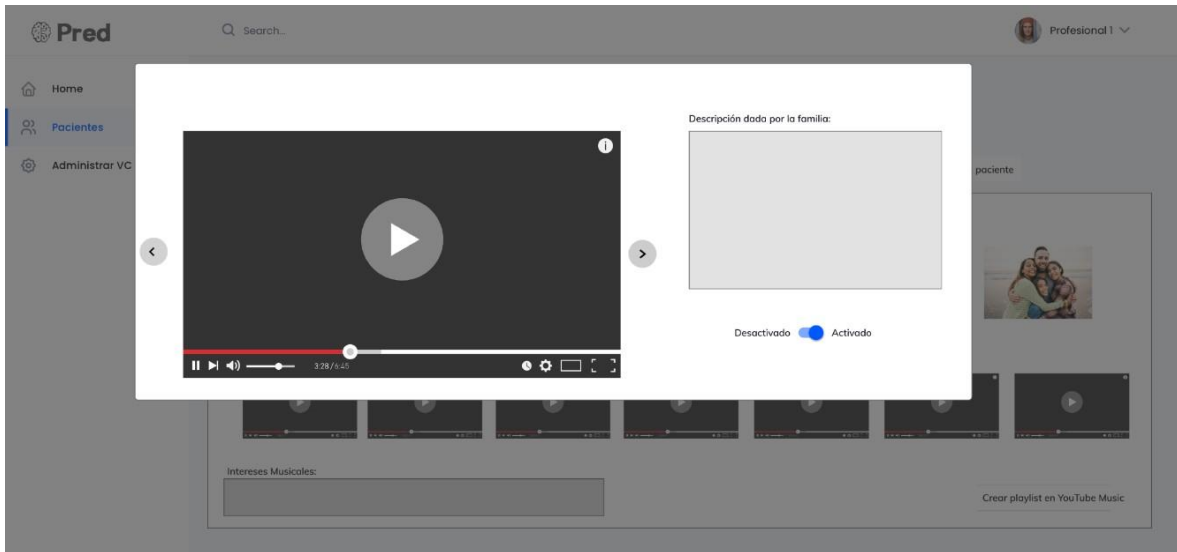 Pred
Search...
Profesional 1
Home
Pacientes
Administrar VC
Descripción dada por la familia:
paciente
Desactivado Activado
3:28/6:45
Intereses Musicales:
Crear playlist en YouTube Music